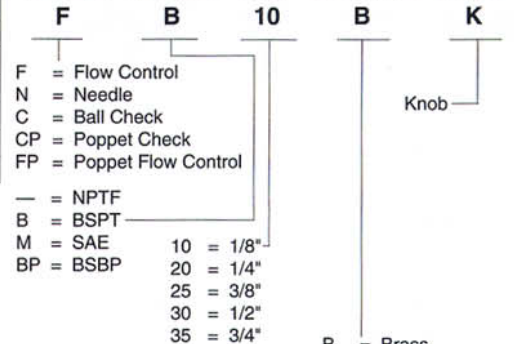 F B 10 B K
F = Flow Control
N = Needle
C = Ball Check
CP = Poppet Check
FP = Poppet Flow Control
Knob
— = NPTF
B = BSPT
M = SAE
BP = BSBP
10 = 1/8"
20 = 1/4"
25 = 3/8"
30 = 1/2"
35 = 3/4"
B = Brass